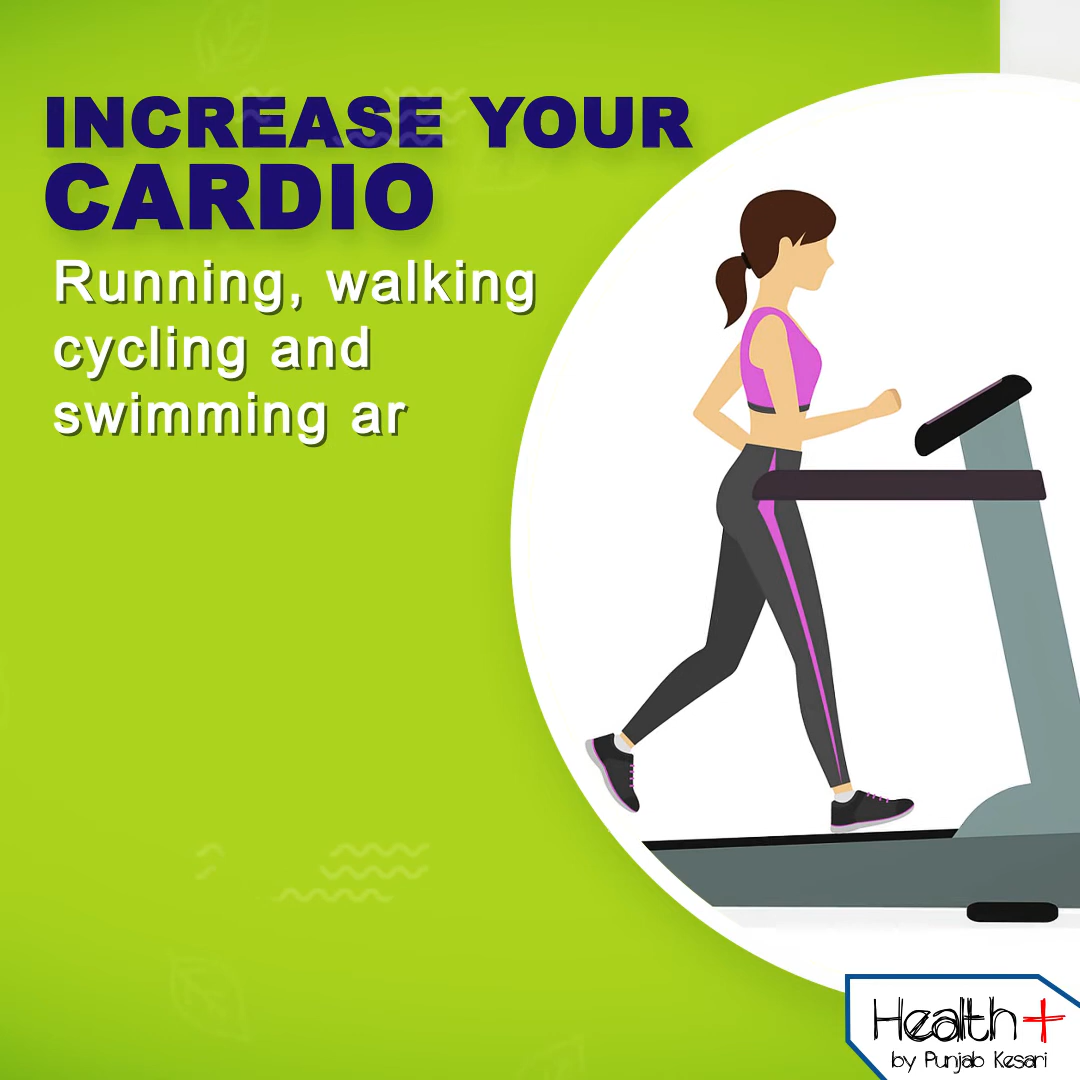 INCREASE YOUR
CARDIO
Running, walking
cycling and
swimming ar
Health+
by Punjab Kesari